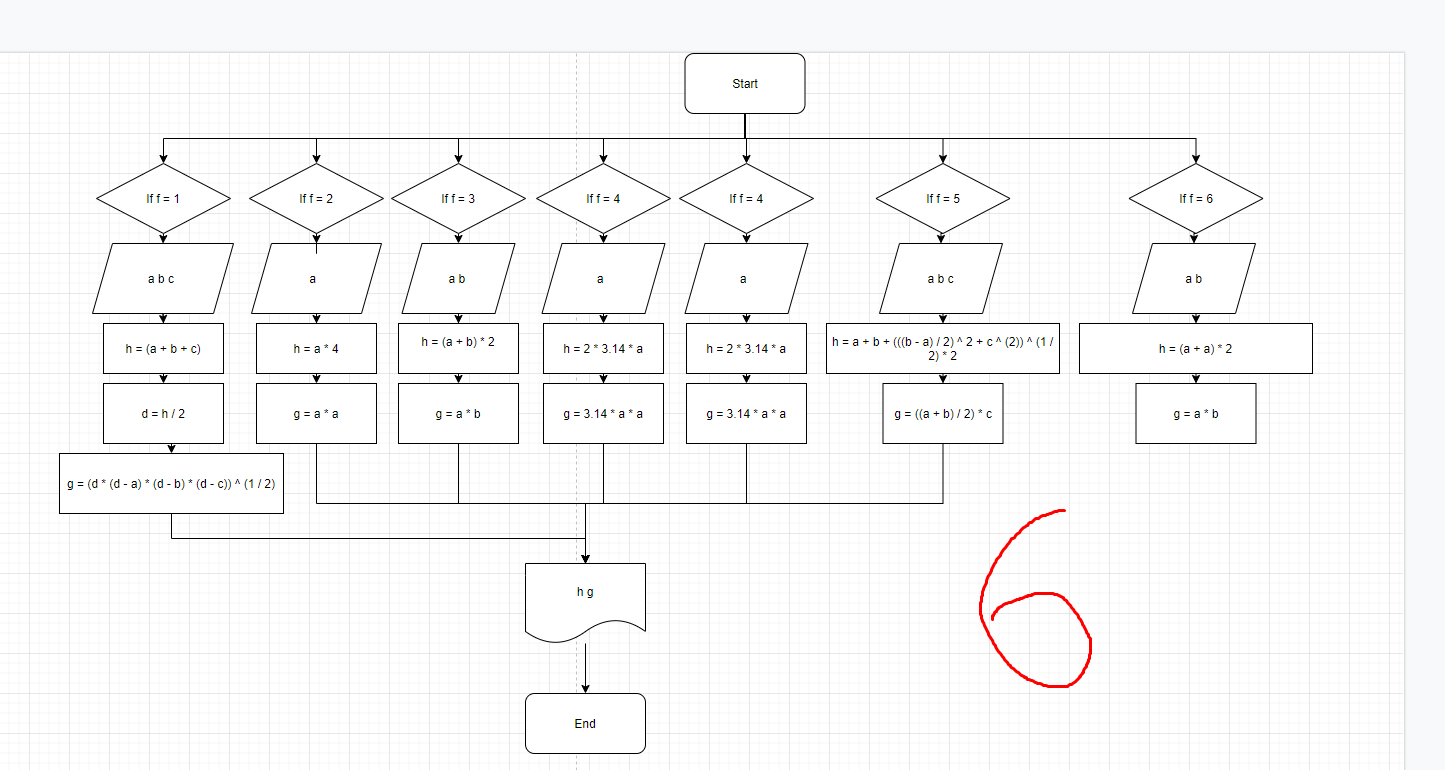 Start
If f = 1
If f = 2
If f = 3
If f = 4
If f = 4
If f = 5
If f = 6
a b c
a
a b
a
a
a b c
a b
h = (a + b + c)
h = a * 4
h = (a + b) * 2
h = 2 * 3.14 * a
h = 2 * 3.14 * a
h = a + b + (((b - a) / 2) ^ 2 + c ^ (2)) ^ (1 /
2) * 2
h = (a + a) * 2
d = h / 2
g = a * a
g = a * b
g = 3.14 * a * a
g = 3.14 * a * a
g = ((a + b) / 2) * c
g = a * b
g = (d * (d - a) * (d - b) * (d - c)) ^ (1 / 2)
h g
6
End